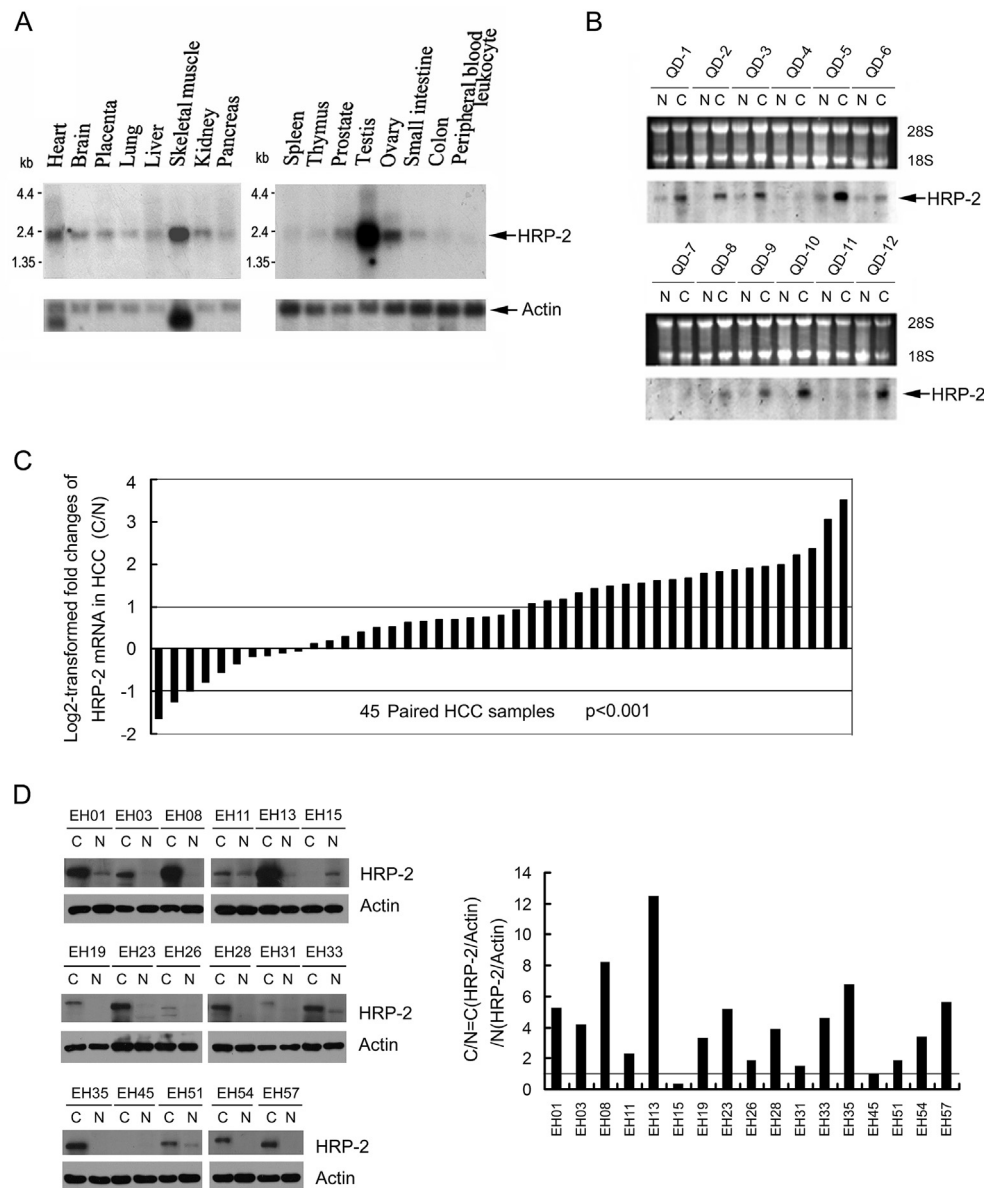 A
Heart Brain Placenta Lung Liver Skeletal muscle Kidney Pancreas
kb
4.4
2.4
1.35
Spleen Thymus Prostate Testis Ovary Small intestine Colon Peripheral blood leukocyte
kb
4.4
2.4
1.35
HRP-2
Actin
B
QD-1 QD-2 QD-3 QD-4 QD-5 QD-6
N C N C N C N C N C N C
28S
18S
HRP-2
QD-7 QD-8 QD-9 QD-10 QD-11 QD-12
N C N C N C N C N C N C
28S
18S
HRP-2
C
Log2-transformed fold changes of
HRP-2 mRNA in HCC (C/N)
4
3
2
1
0
-1
-2
45 Paired HCC samples p<0.001
D
EH01 EH03 EH08 EH11 EH13 EH15
C N C N C N C N C N C N
HRP-2
Actin
EH19 EH23 EH26 EH28 EH31 EH33
C N C N C N C N C N C N
HRP-2
Actin
EH35 EH45 EH51 EH54 EH57
C N C N C N C N C N
HRP-2
Actin
C/N=C(HRP-2/Actin)
/N(HRP-2/Actin)
14
12
10
8
6
4
2
0
EH01 EH03 EH08 EH11 EH13 EH15 EH19 EH23 EH26 EH28 EH31 EH33 EH35 EH45 EH51 EH54 EH57